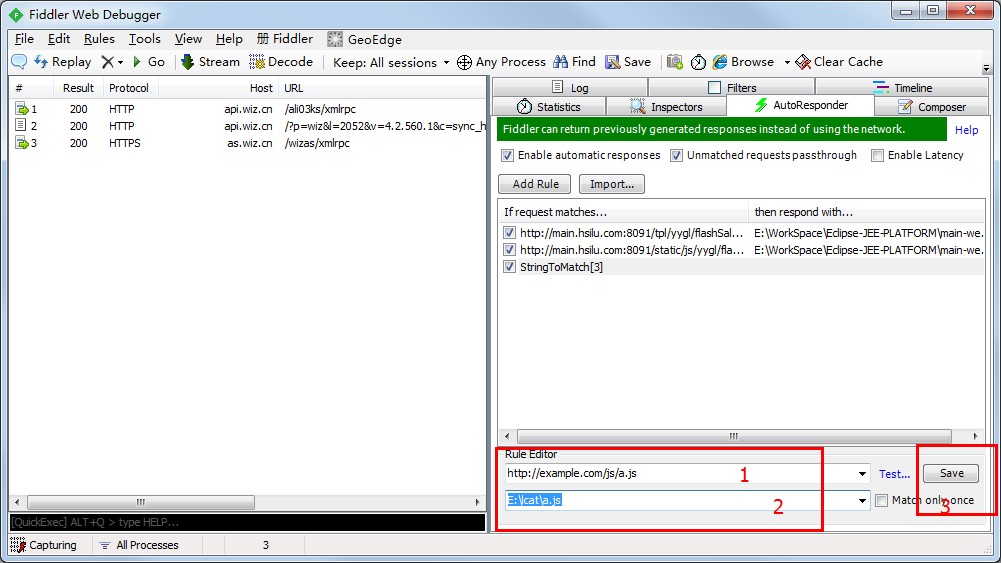 Fiddler Web Debugger
File Edit Rules Tools View Help 册 Fiddler GeoEdge
Replay Go Stream Decode Keep: All sessions Any Process Find Save Browse Clear Cache
# Result Protocol Host URL
1 200 HTTP api.wiz.cn /ali03ks/xmlrpc
2 200 HTTP api.wiz.cn /?p=wiz&l=2052&v=4.2.560.1&c=sync_h
3 200 HTTPS as.wiz.cn /wizas/xmlrpc
[QuickExec] ALT+Q > type HELP...
Capturing All Processes 3
Log Filters Timeline
Statistics Inspectors AutoResponder Composer
Fiddler can return previously generated responses instead of using the network. Help
Enable automatic responses Unmatched requests passthrough Enable Latency
Add Rule Import...
If request matches... then respond with...
http://main.hsilu.com:8091/tpl/yygl/flashSal... E:\WorkSpace\Eclipse-JEE-PLATFORM\main-we...
http://main.hsilu.com:8091/static/js/yygl/fla... E:\WorkSpace\Eclipse-JEE-PLATFORM\main-we...
StringToMatch[3]
Rule Editor
http://example.com/js/a.js 1 Test... Save
E:\lcat\a.js 2 Match only once 3